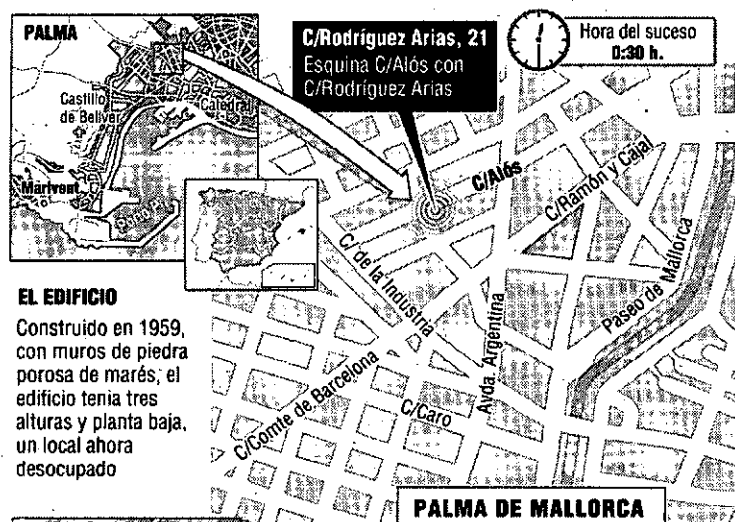 PALMA
Castillo
de Bellver
Catedral
Marivent
C/Rodríguez Arias, 21
Esquina C/Alós con
C/Rodríguez Arias
Hora del suceso
0:30 h.
C/Alós
C/Ramón y Cajal
C/ de la Indústria
Paseo de Mallorca
Avda. Argentina
C/Comte de Barcelona
C/Caro
EL EDIFICIO
Construido en 1959,
con muros de piedra
porosa de marés, el
edificio tenia tres
alturas y planta baja,
un local ahora
desocupado
PALMA DE MALLORCA